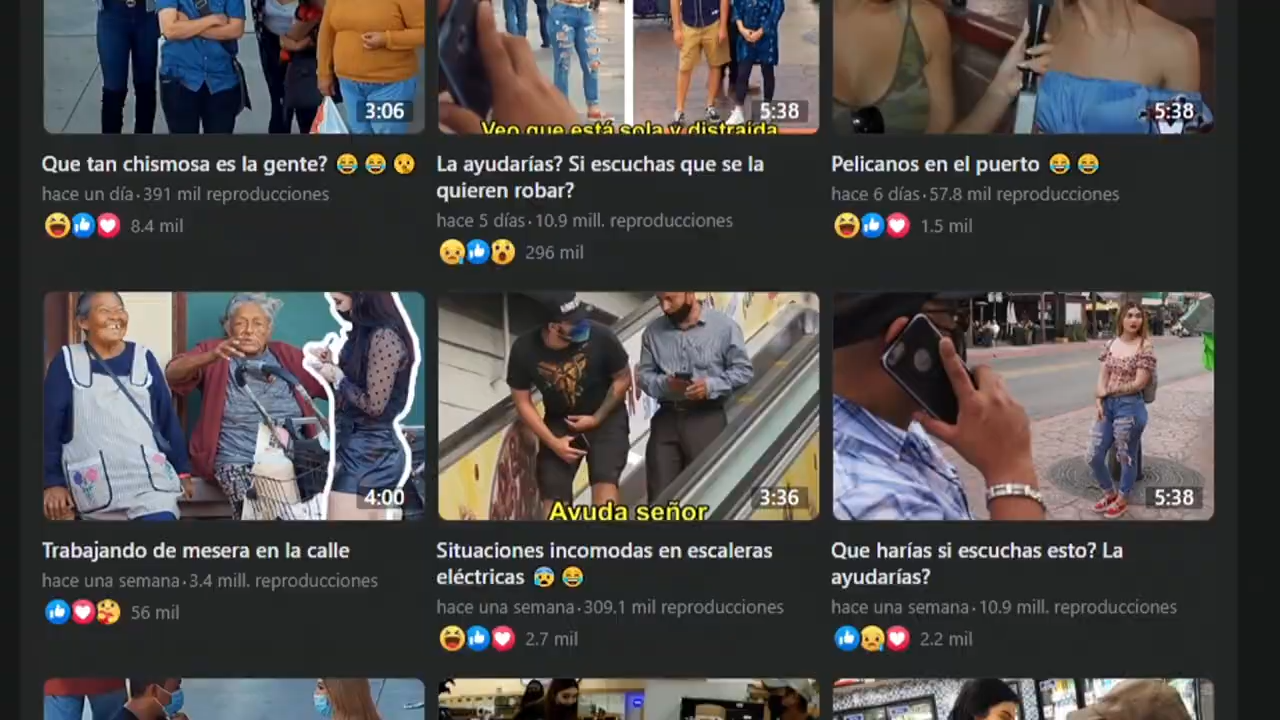 3:06
Veo que está sola y distraída
5:38
5:38
Que tan chismosa es la gente? 😂 😂 😯
hace un día · 391 mil reproducciones
8.4 mil
La ayudarías? Si escuchas que se la
quieren robar?
hace 5 días · 10.9 mill. reproducciones
296 mil
Pelicanos en el puerto 😂 😂
hace 6 días · 57.8 mil reproducciones
1.5 mil
4:00
Ayuda señor
3:36
5:38
Trabajando de mesera en la calle
hace una semana · 3.4 mill. reproducciones
56 mil
Situaciones incomodas en escaleras
eléctricas 😰 😂
hace una semana · 309.1 mil reproducciones
2.7 mil
Que harías si escuchas esto? La
ayudarías?
hace una semana · 10.9 mill. reproducciones
2.2 mil